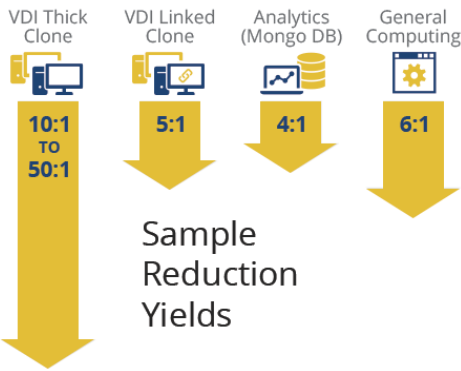 VDI Thick
Clone
VDI Linked
Clone
Analytics
(Mongo DB)
General
Computing
10:1
TO
50:1
5:1
4:1
6:1
Sample
Reduction
Yields